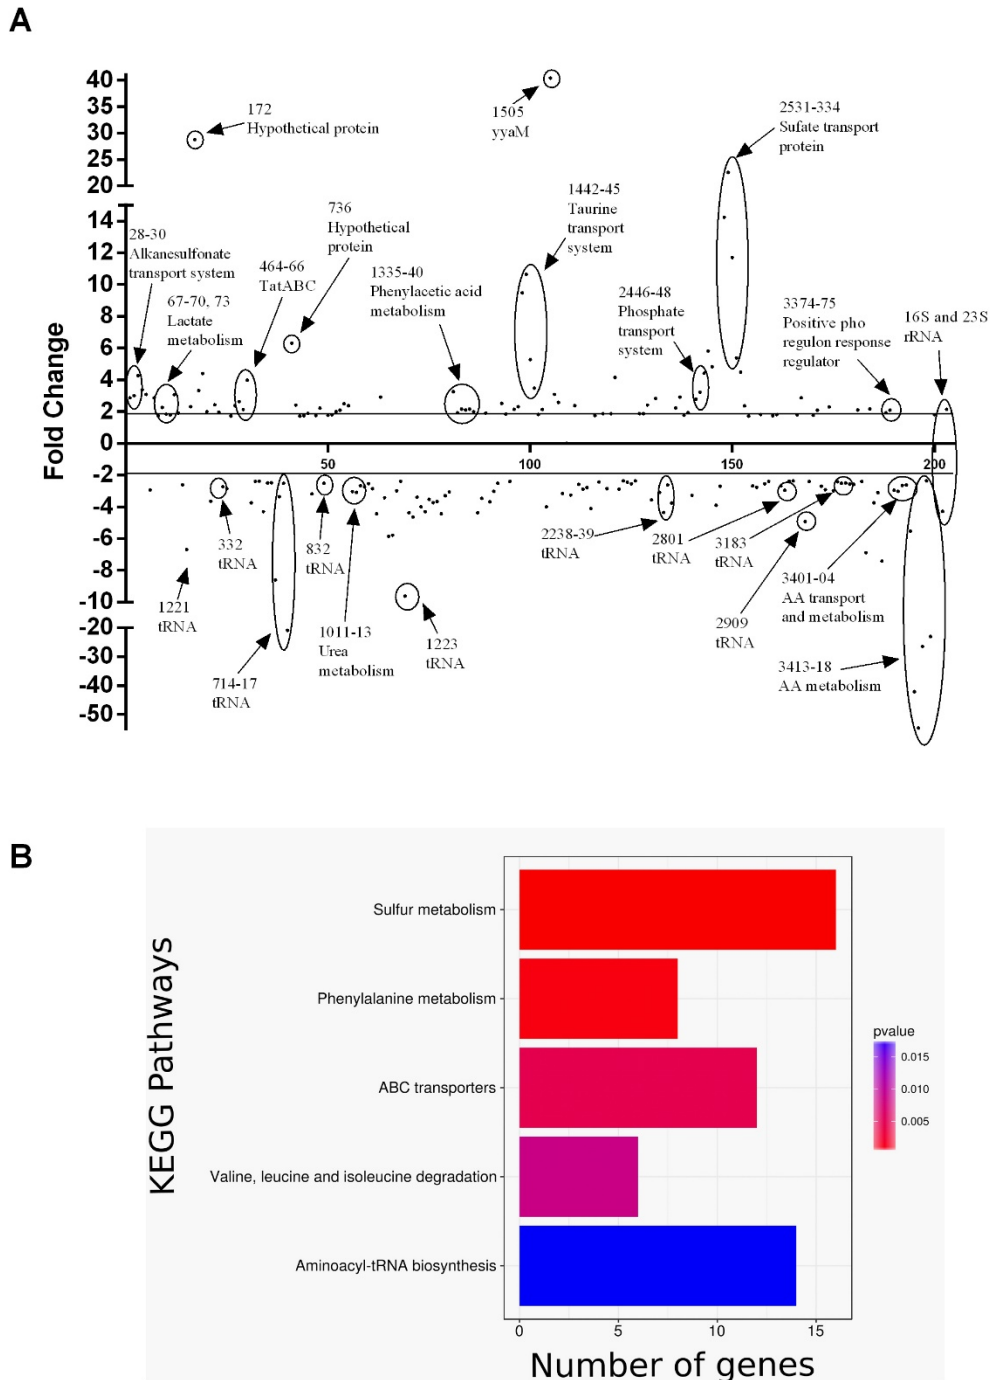 A
Fold Change
40
35
30
25
20
14
12
10
8
6
4
2
0
-2
-4
-6
-8
-10
-20
-30
-40
-50
50
100
150
200
172
Hypothetical protein
1505
yyaM
2531-334
Sufate transport
protein
28-30
Alkanesulfonate
transport system
67-70, 73
Lactate
metabolism
464-66
TatABC
736
Hypothetical
protein
1335-40
Phenylacetic acid
metabolism
1442-45
Taurine
transport
system
2446-48
Phosphate
transport
system
3374-75
Positive pho
regulon response
regulator
16S and 23S
rRNA
1221
tRNA
332
tRNA
714-17
tRNA
832
tRNA
1011-13
Urea
metabolism
1223
tRNA
2238-39
tRNA
2801
tRNA
3183
tRNA
2909
tRNA
3401-04
AA transport
and metabolism
3413-18
AA metabolism
B
KEGG Pathways
Sulfur metabolism
Phenylalanine metabolism
ABC transporters
Valine, leucine and isoleucine degradation
Aminoacyl-tRNA biosynthesis
0
5
10
15
Number of genes
pvalue
0.015
0.010
0.005